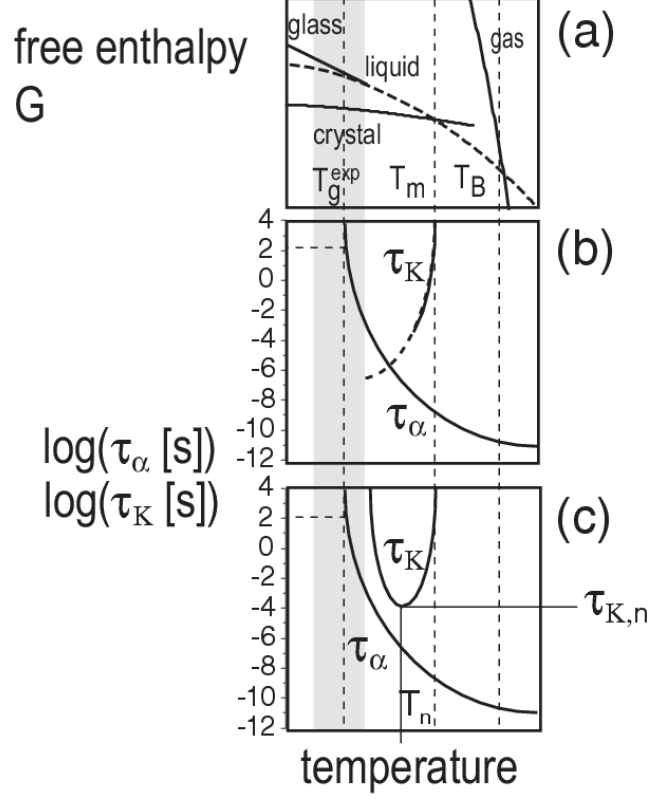 free enthalpy
G
glass
liquid
gas
crystal
T_g^exp
T_m
T_B
(a)
4
2
0
-2
-4
-6
-8
-10
-12
τ_K
τ_α
(b)
log(τ_α [s])
log(τ_K [s])
4
2
0
-2
-4
-6
-8
-10
-12
τ_K
τ_α
T_n
(c)
τ_K,n
temperature